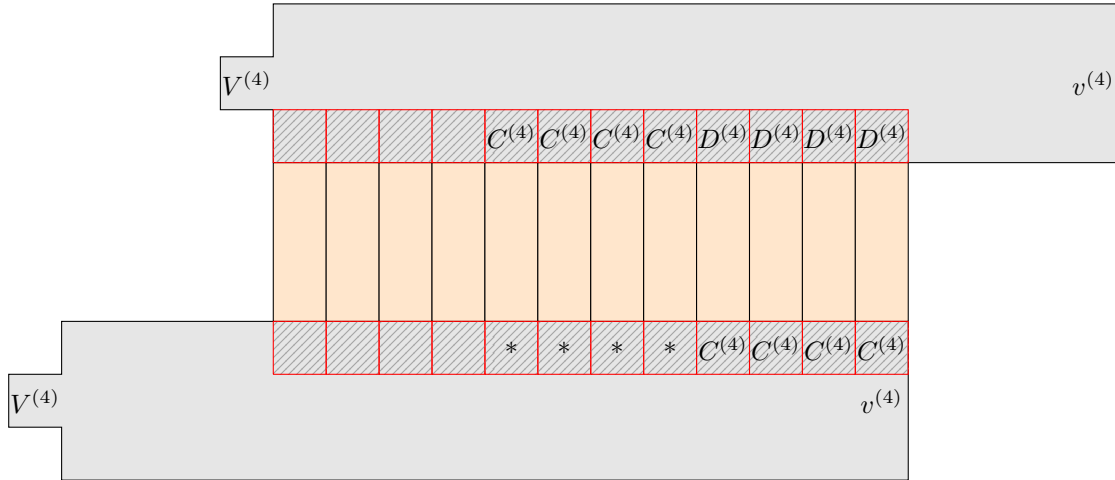 V^{(4)} v^{(4)}
C^{(4)} C^{(4)} C^{(4)} C^{(4)} D^{(4)} D^{(4)} D^{(4)} D^{(4)}
* * * * C^{(4)} C^{(4)} C^{(4)} C^{(4)}
V^{(4)} v^{(4)}